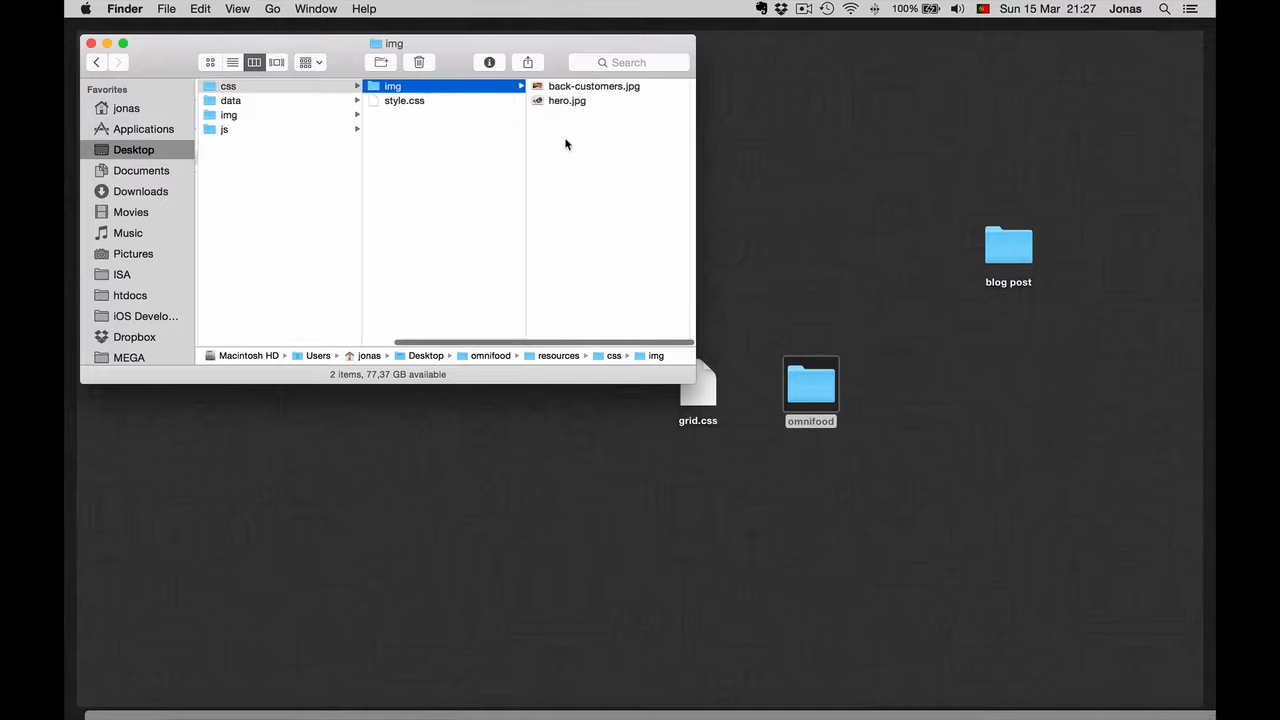 Finder File Edit View Go Window Help 100% Sun 15 Mar 21:27 Jonas
img
Search
Favorites
jonas
Applications
Desktop
Documents
Downloads
Movies
Music
Pictures
ISA
htdocs
iOS Develo...
Dropbox
MEGA
css
data
img
js
img
style.css
back-customers.jpg
hero.jpg
Macintosh HD Users jonas Desktop omnifood resources css img
2 items, 77,37 GB available
blog post
grid.css
omnifood